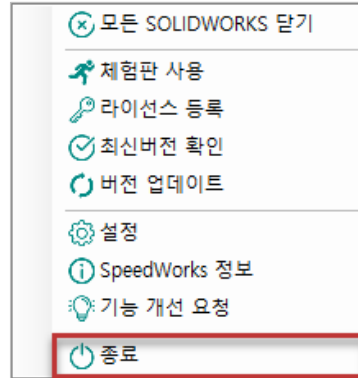 모든 SOLIDWORKS 닫기
체험판 사용
라이선스 등록
최신버전 확인
버전 업데이트
설정
SpeedWorks 정보
기능 개선 요청
종료